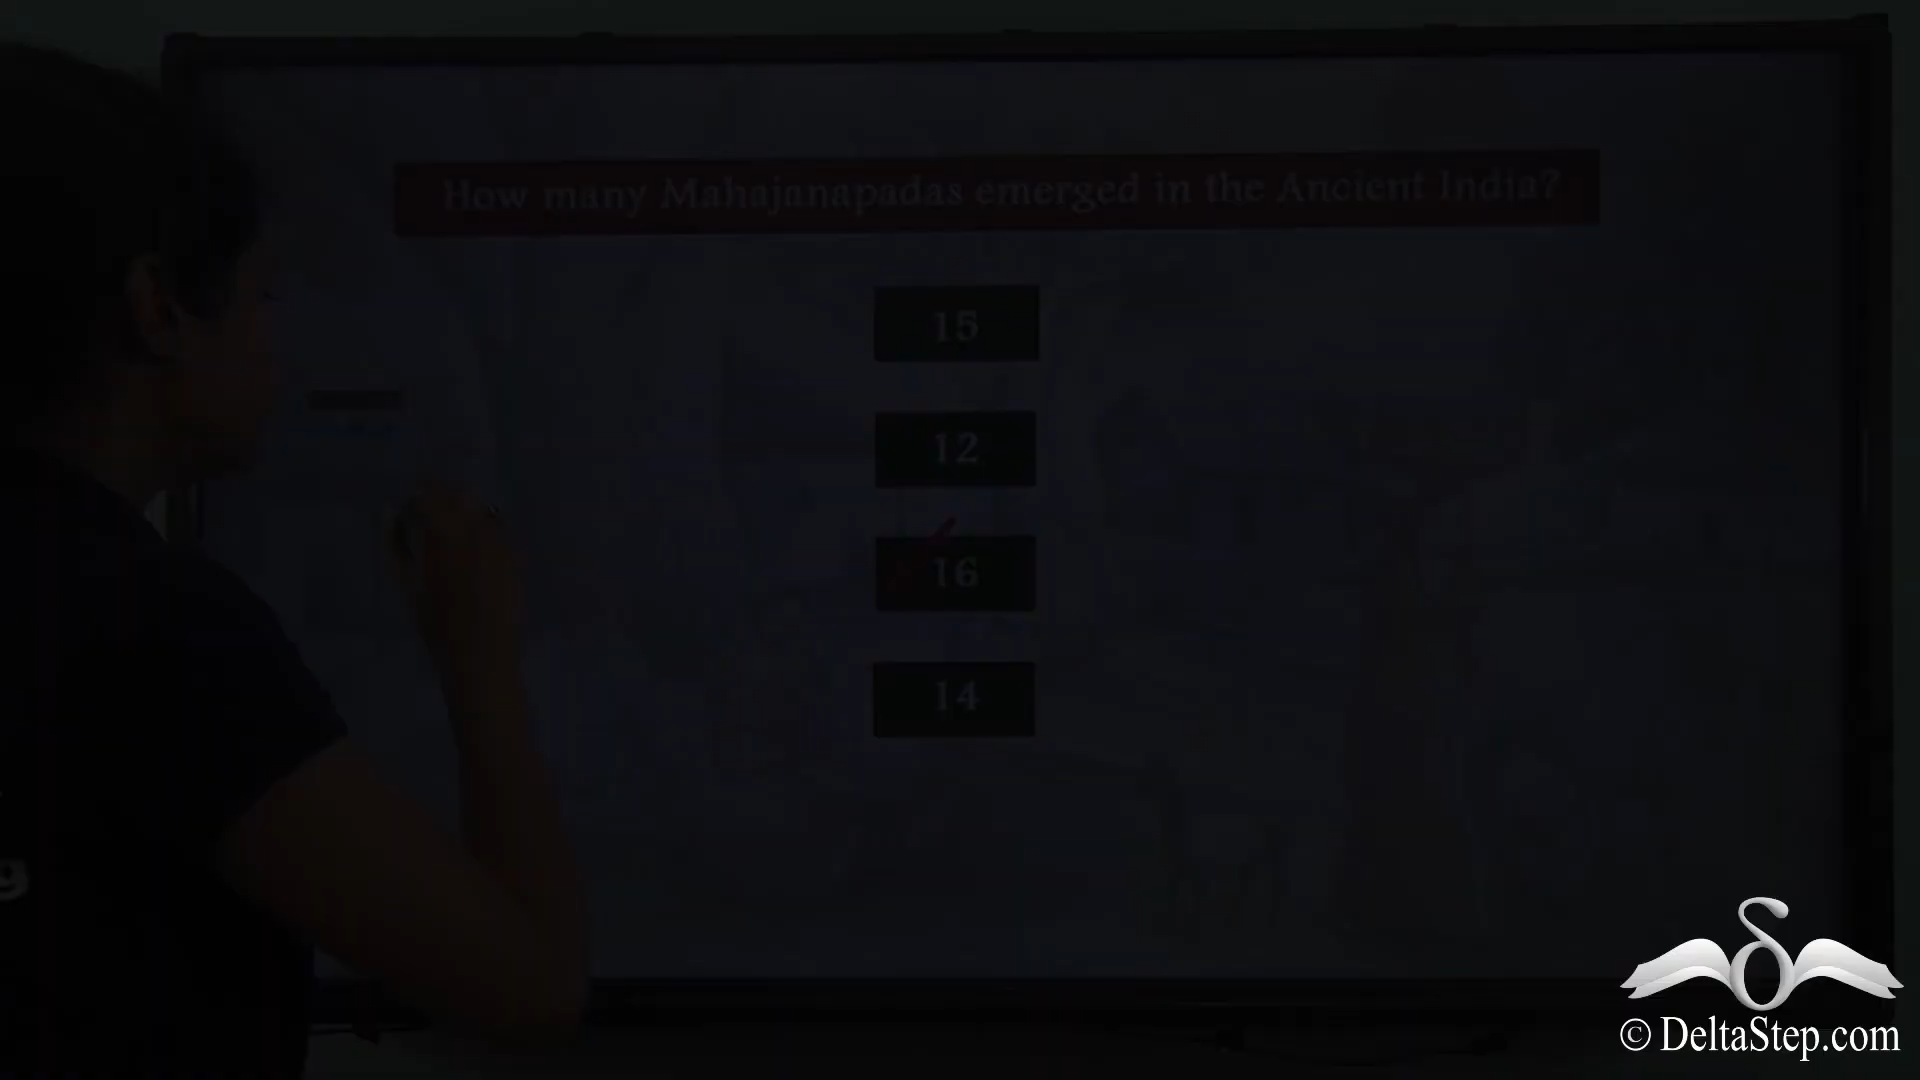 How many Mahajanapadas emerged in the Ancient India?
15
12
16
14
g
© DeltaStep.com